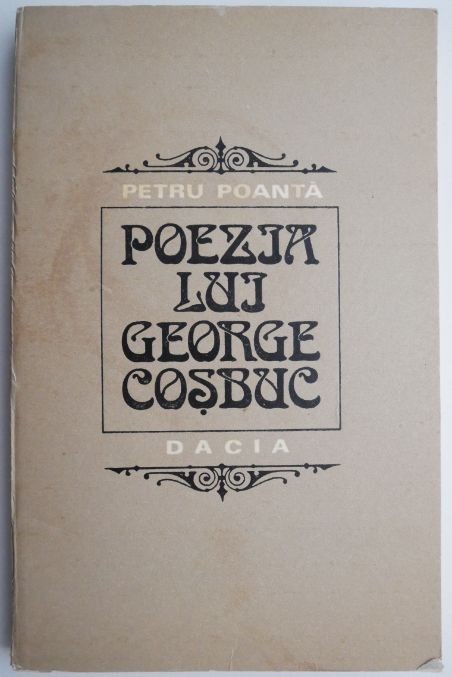 PETRU POANTĂ
POEZIA
LUI
GEORGE
COȘBUC
DACIA